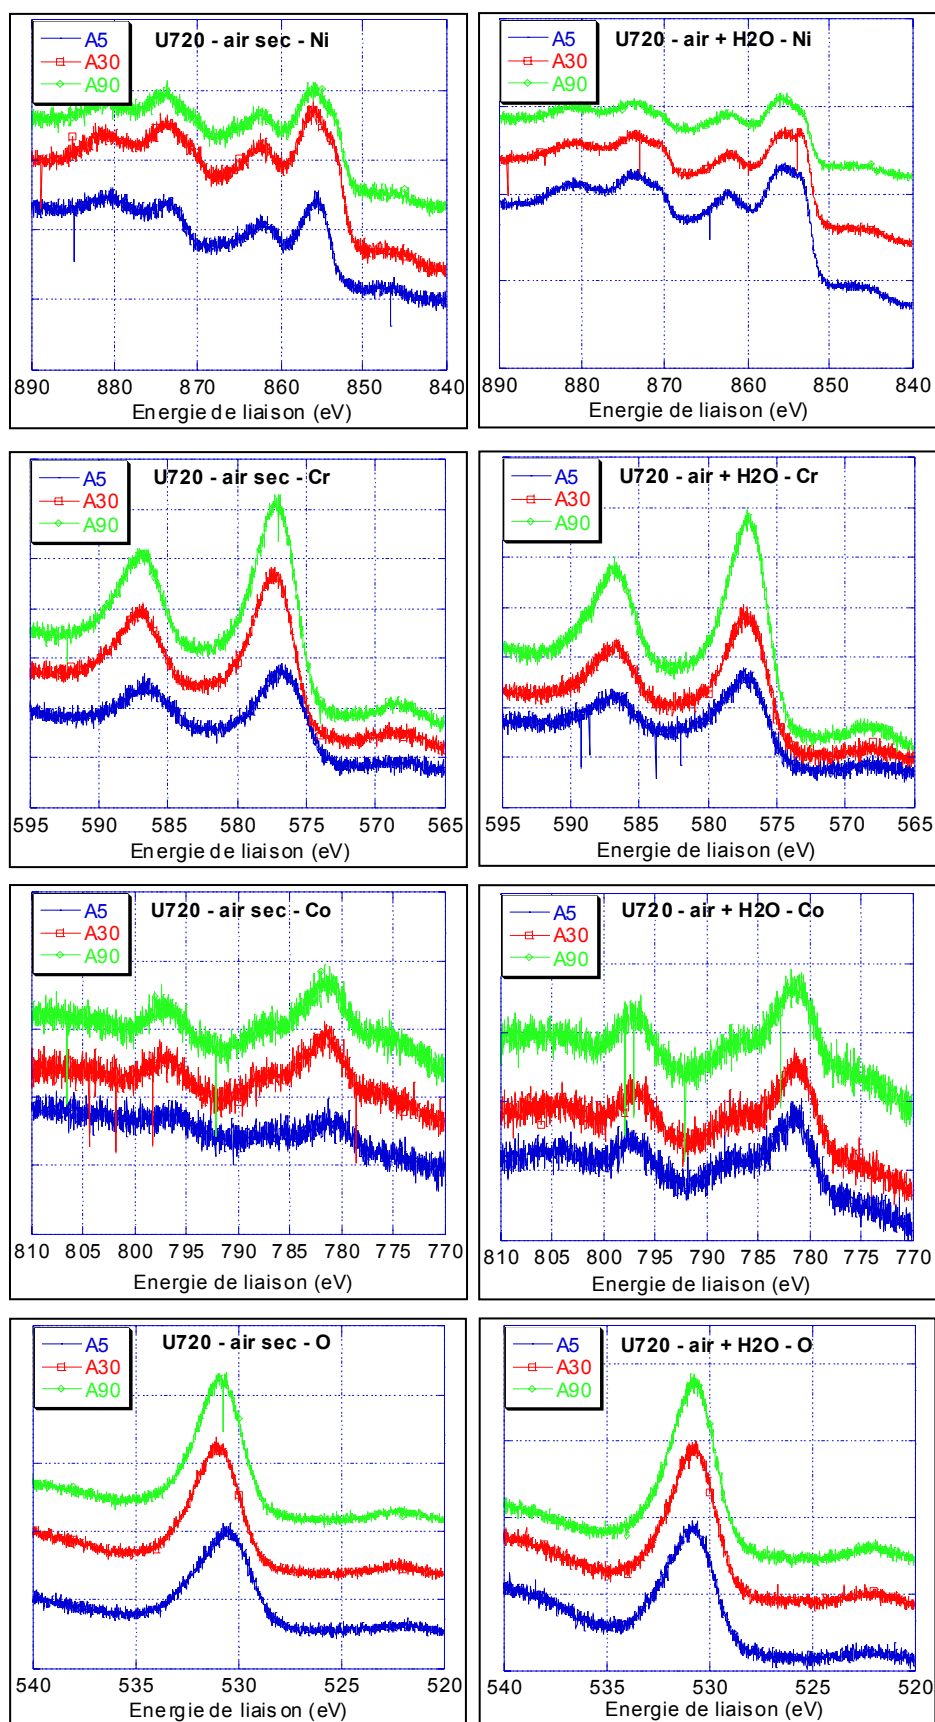 U720 - air sec - Ni
A5
A30
A90
890 880 870 860 850 840
Energie de liaison (eV)
U720 - air + H2O - Ni
A5
A30
A90
890 880 870 860 850 840
Energie de liaison (eV)
U720 - air sec - Cr
A5
A30
A90
595 590 585 580 575 570 565
Energie de liaison (eV)
U720 - air + H2O - Cr
A5
A30
A90
595 590 585 580 575 570 565
Energie de liaison (eV)
U720 - air sec - Co
A5
A30
A90
810 805 800 795 790 785 780 775 770
Energie de liaison (eV)
U720 - air + H2O - Co
A5
A30
A90
810 805 800 795 790 785 780 775 770
Energie de liaison (eV)
U720 - air sec - O
A5
A30
A90
540 535 530 525 520
Energie de liaison (eV)
U720 - air + H2O - O
A5
A30
A90
540 535 530 525 520
Energie de liaison (eV)